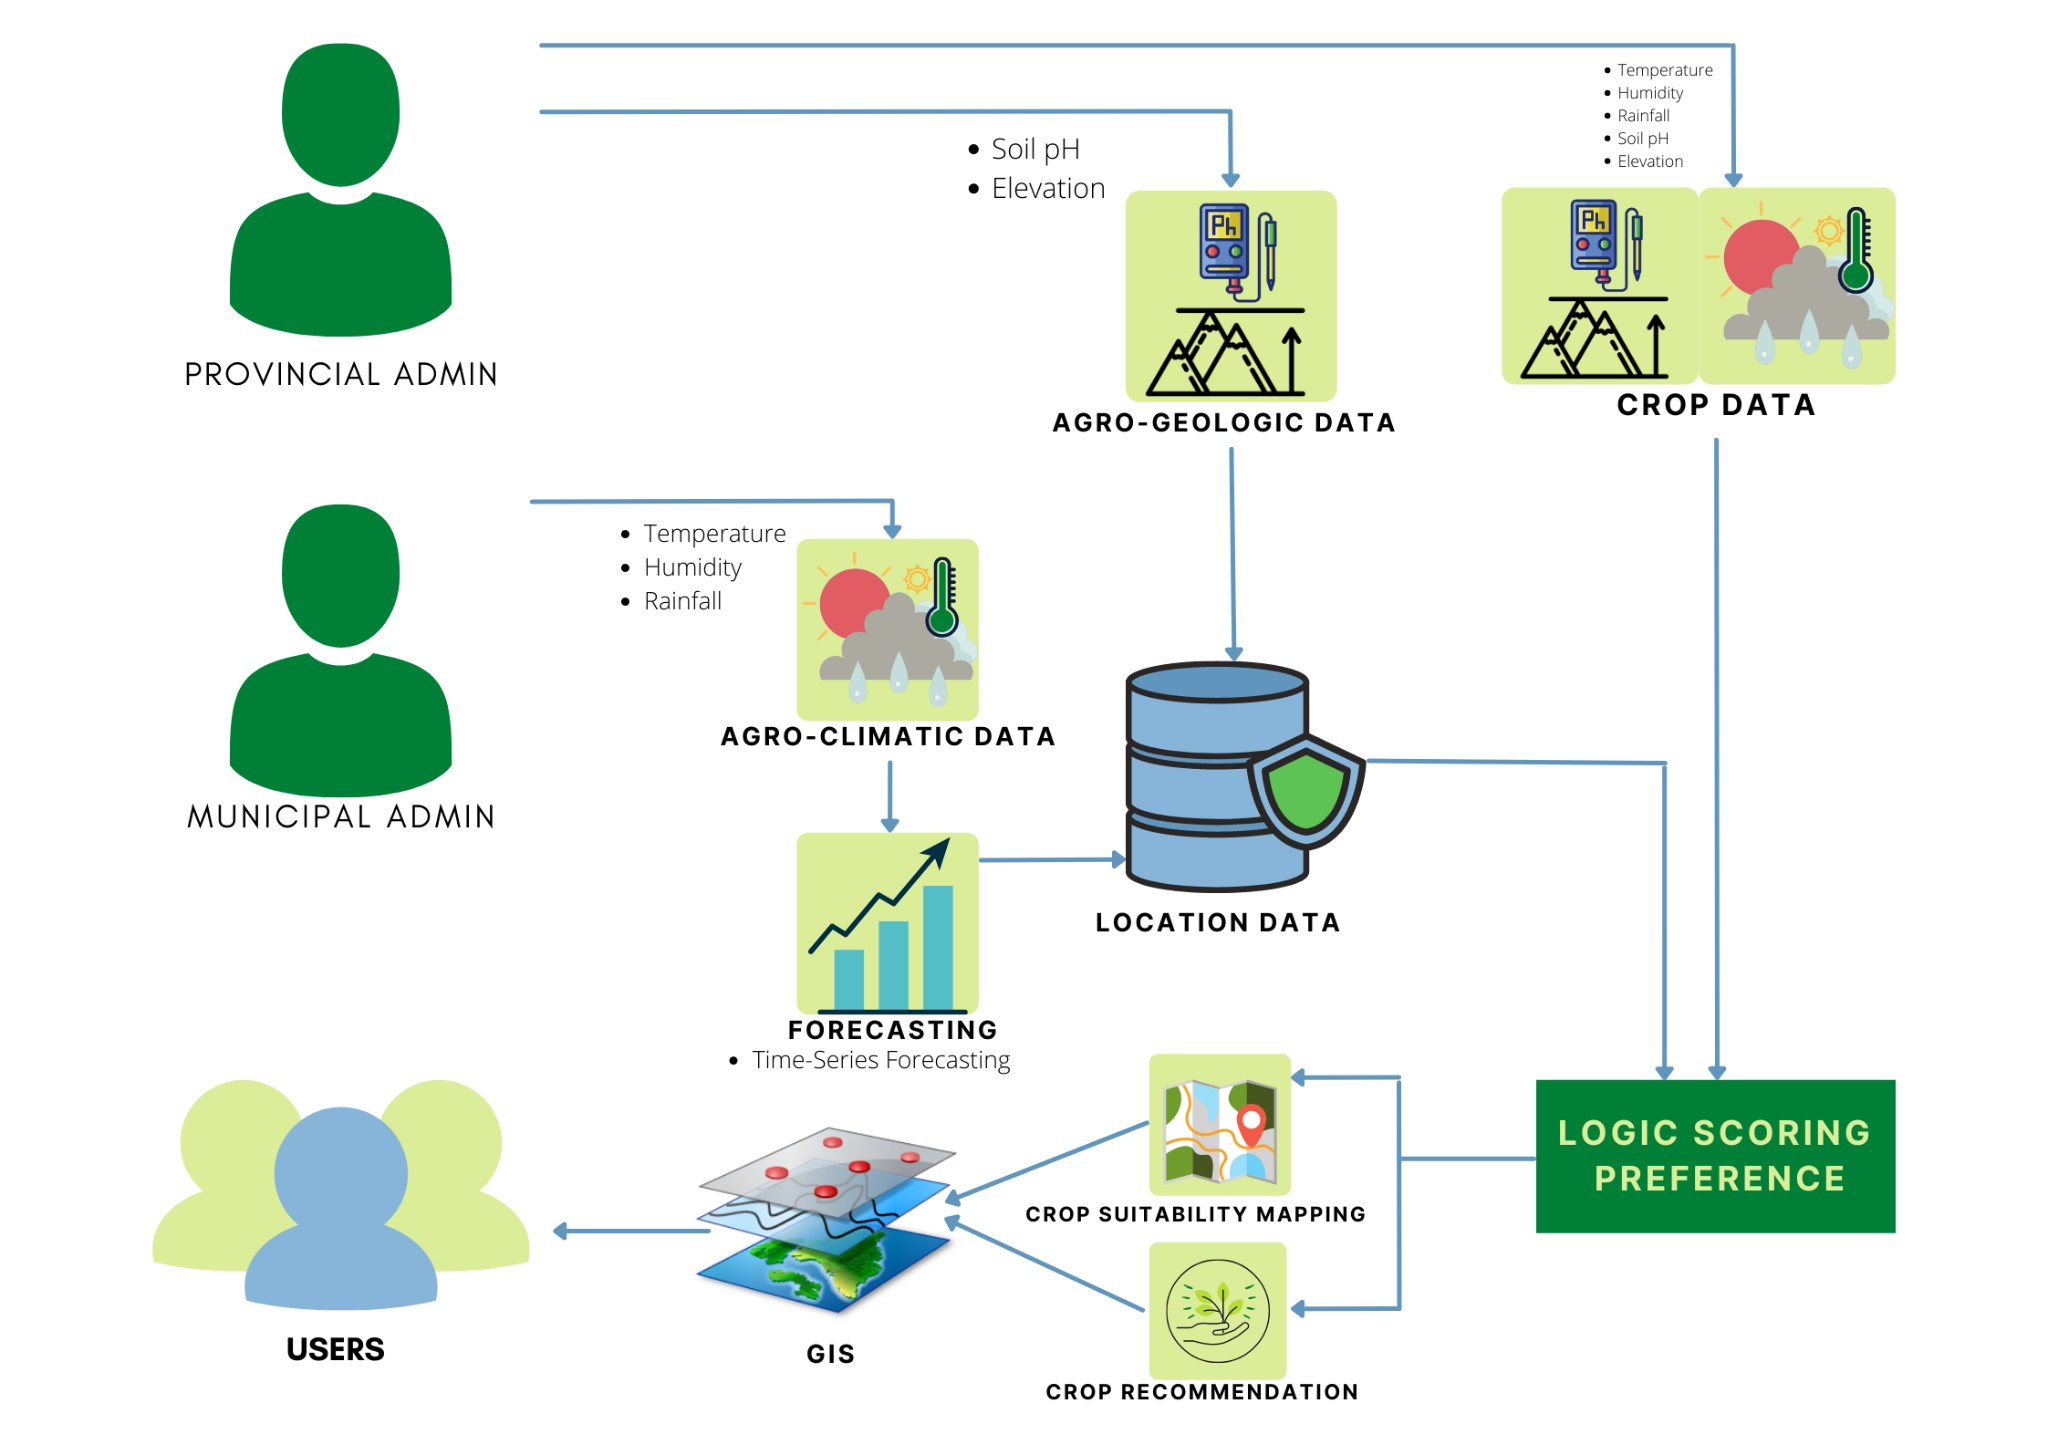 • Temperature
• Humidity
• Rainfall
• Soil pH
• Elevation
• Soil pH
• Elevation
Ph
Ph
PROVINCIAL ADMIN
AGRO-GEOLOGIC DATA
CROP DATA
• Temperature
• Humidity
• Rainfall
AGRO-CLIMATIC DATA
MUNICIPAL ADMIN
LOCATION DATA
FORECASTING
• Time-Series Forecasting
LOGIC SCORING
PREFERENCE
CROP SUITABILITY MAPPING
USERS
GIS
CROP RECOMMENDATION